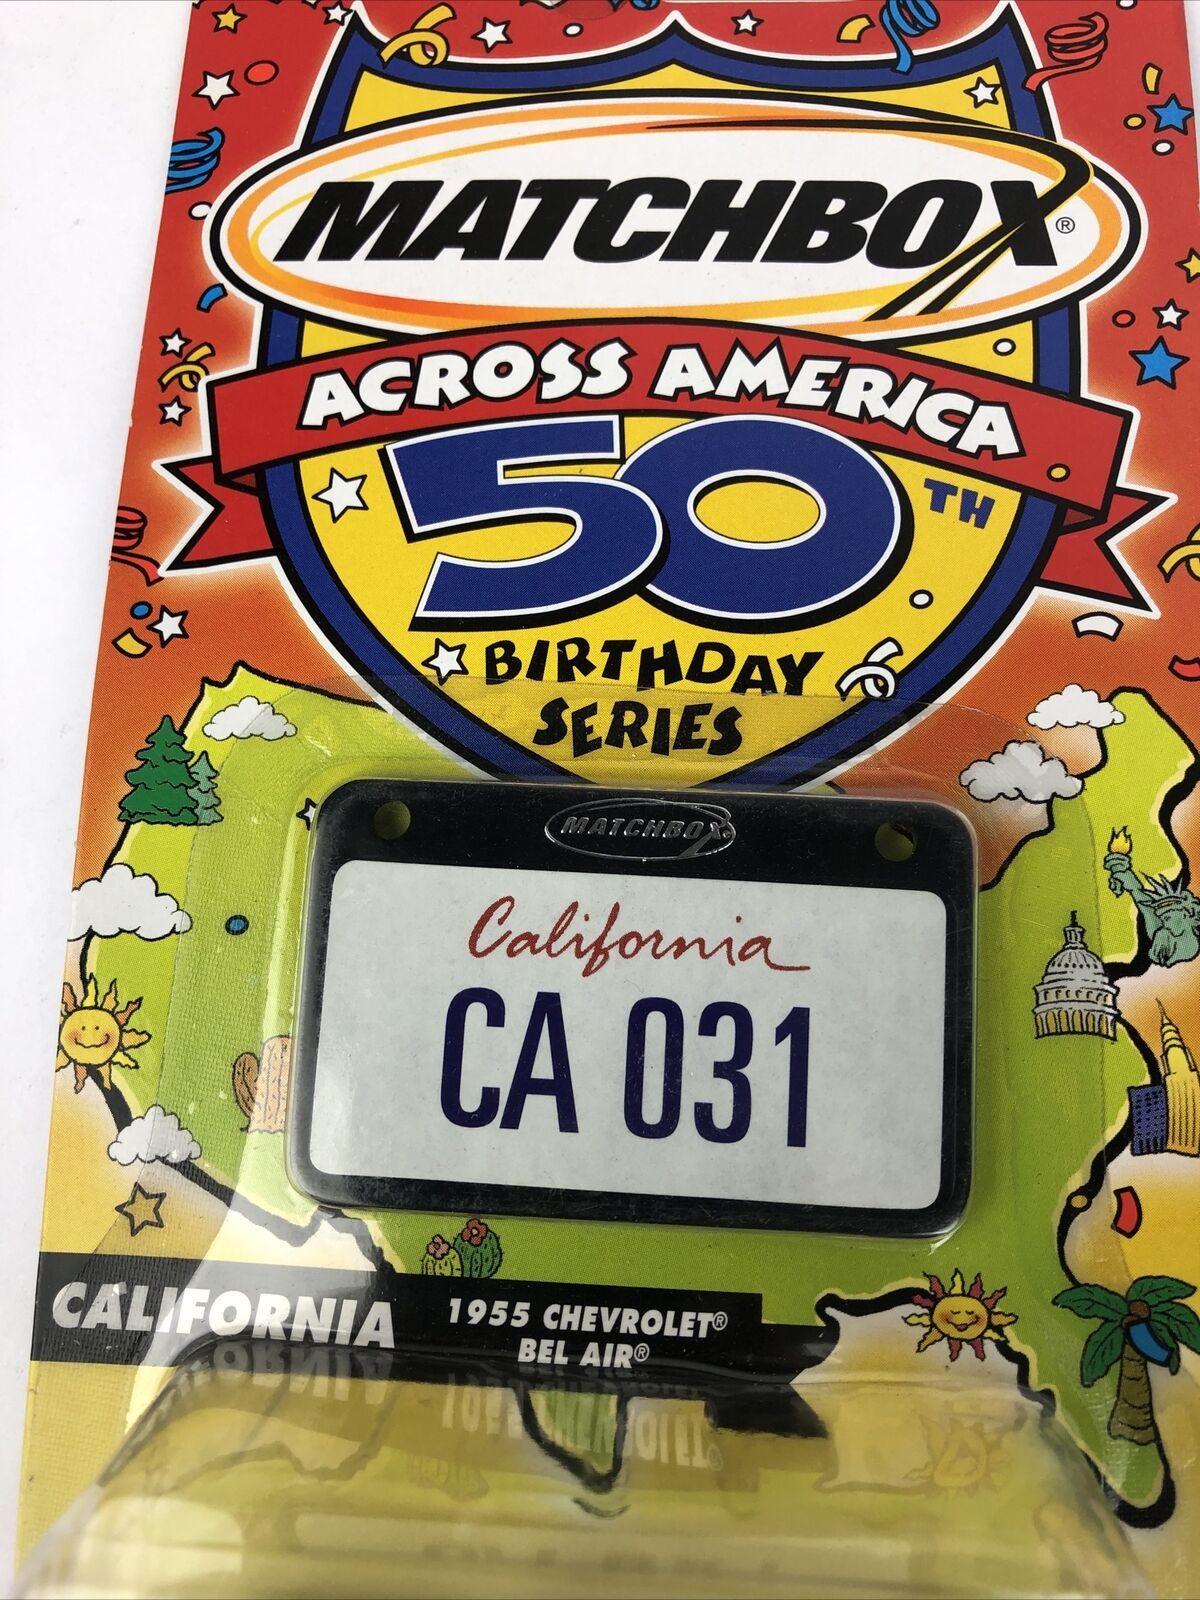 MATCHBOX®
ACROSS AMERICA
50TH
BIRTHDAY
SERIES
MATCHBOX®
California
CA 031
CALIFORNIA
1955 CHEVROLET®
BEL AIR®